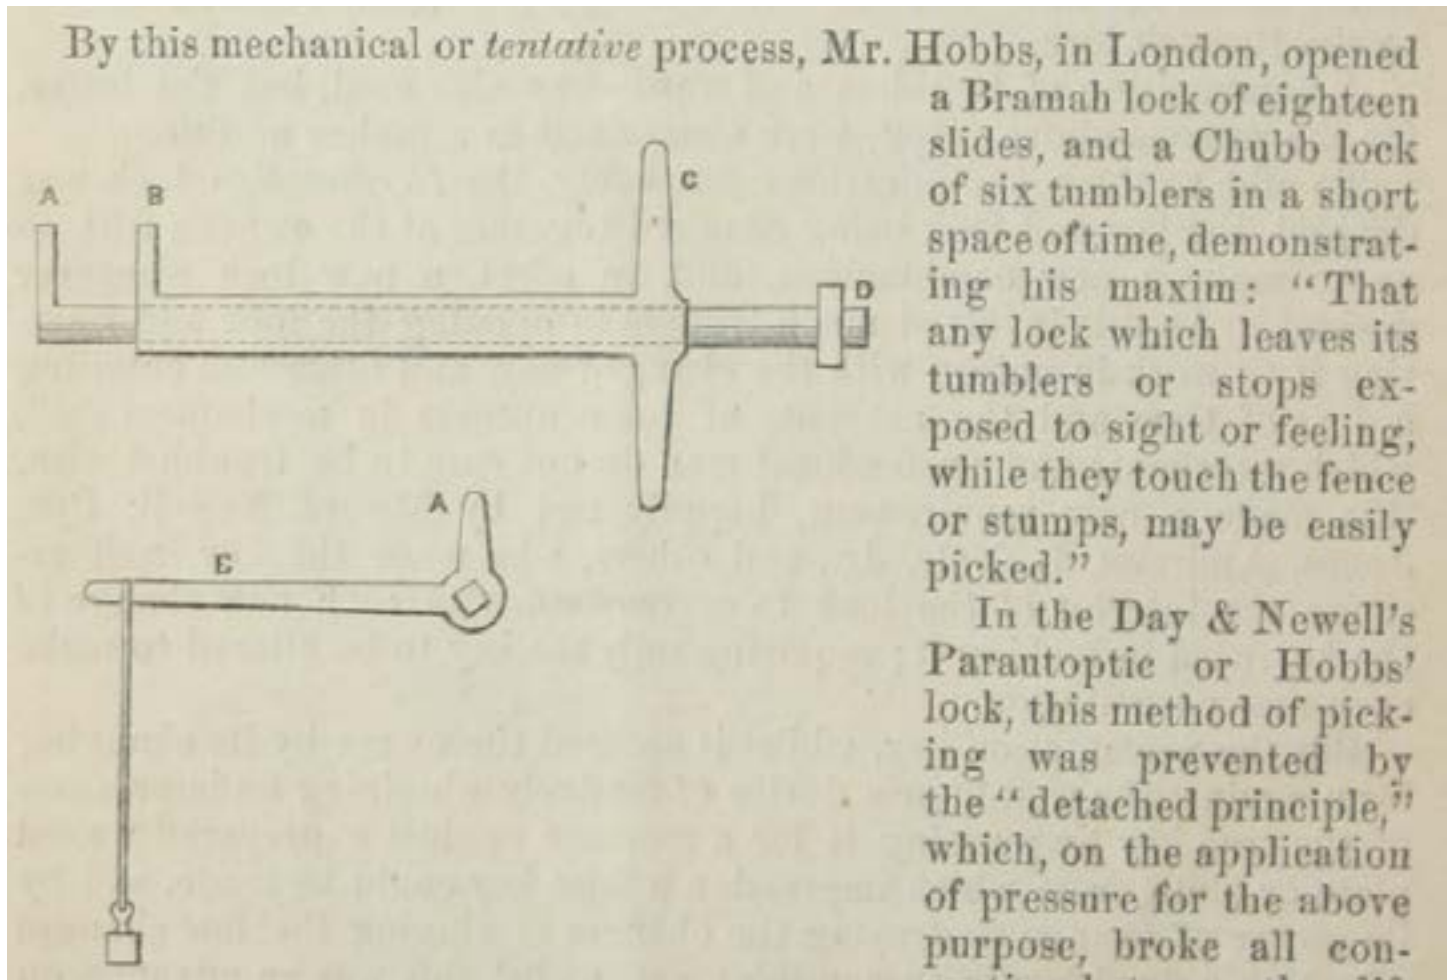 By this mechanical or tentative process, Mr. Hobbs, in London, opened
a Bramah lock of eighteen
slides, and a Chubb lock
of six tumblers in a short
space of time, demonstrat-
ing his maxim: “That
any lock which leaves its
tumblers or stops ex-
posed to sight or feeling,
while they touch the fence
or stumps, may be easily
picked.”
In the Day & Newell's
Parautoptic or Hobbs'
lock, this method of pick-
ing was prevented by
the “detached principle,”
which, on the application
of pressure for the above
purpose, broke all con-
A
B
C
D
A
E